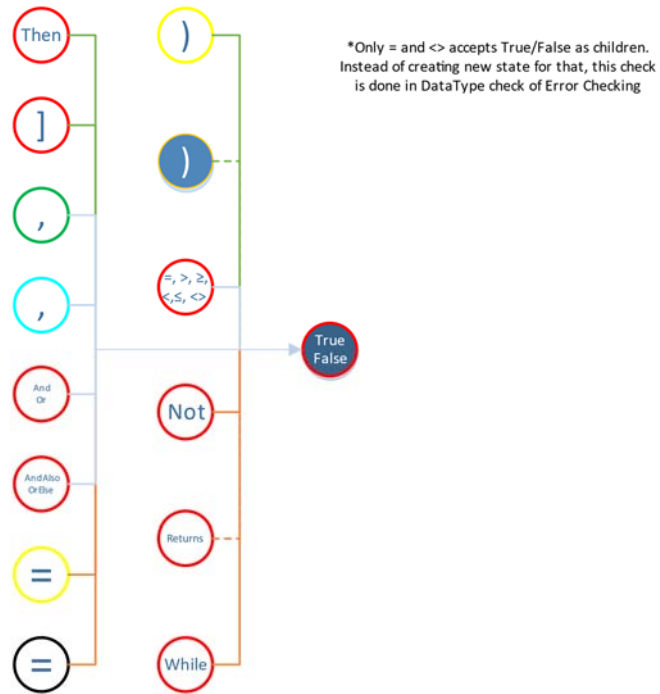 Then
]
,
,
And
Or
AndAlso
OrElse
=
=
)
)
=, >, ≥,
<,≤, <>
Not
Returns
While
True
False
*Only = and <> accepts True/False as children.
Instead of creating new state for that, this check
is done in DataType check of Error Checking